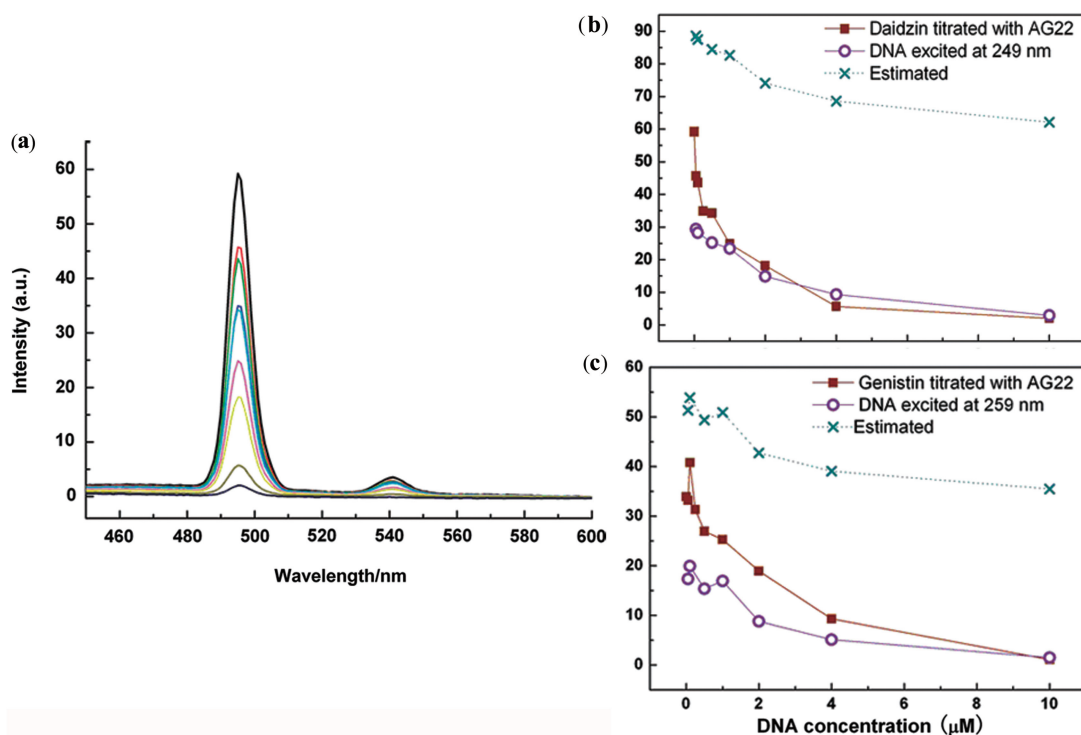 (a)
Intensity (a.u.)
60
50
40
30
20
10
0
460 480 500 520 540 560 580 600
Wavelength/nm
(b)
90
80
70
60
50
40
30
20
10
0
Daidzin titrated with AG22
DNA excited at 249 nm
Estimated
(c)
60
50
40
30
20
10
0
Genistin titrated with AG22
DNA excited at 259 nm
Estimated
0 2 4 6 8 10
DNA concentration (μM)